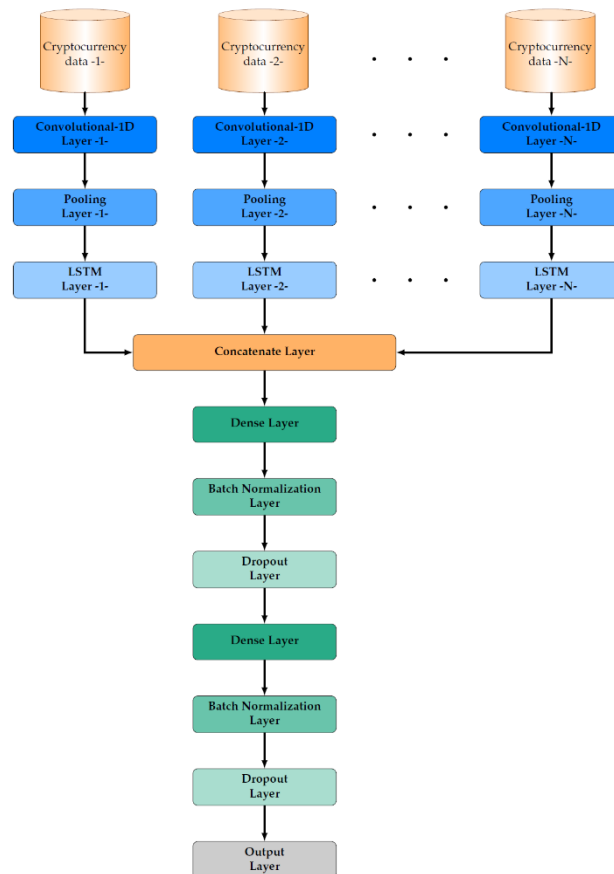 Cryptocurrency
data -1-
Cryptocurrency
data -2-
Cryptocurrency
data -N-
Convolutional-1D
Layer -1-
Convolutional-1D
Layer -2-
Convolutional-1D
Layer -N-
Pooling
Layer -1-
Pooling
Layer -2-
Pooling
Layer -N-
LSTM
Layer -1-
LSTM
Layer -2-
LSTM
Layer -N-
Concatenate Layer
Dense Layer
Batch Normalization
Layer
Dropout
Layer
Dense Layer
Batch Normalization
Layer
Dropout
Layer
Output
Layer